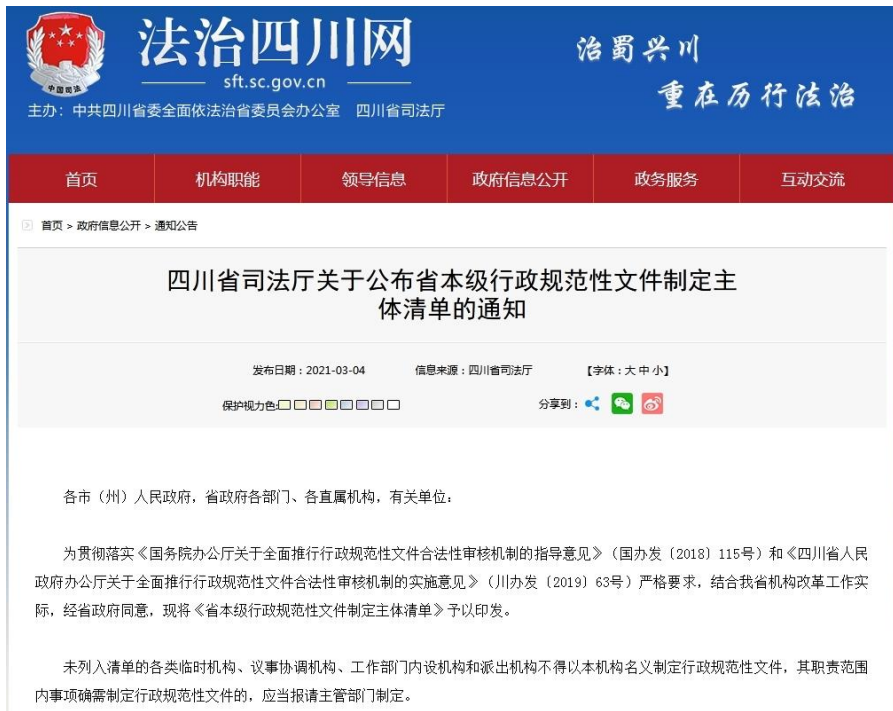 法治四川网
sft.sc.gov.cn
主办：中共四川省委全面依法治省委员会办公室 四川省司法厅
治蜀兴川
重在历行法治
中国司法
首页 机构职能 领导信息 政府信息公开 政务服务 互动交流
首页 > 政府信息公开 > 通知公告
四川省司法厅关于公布省本级行政规范性文件制定主
体清单的通知
发布日期：2021-03-04 信息来源：四川省司法厅 【字体：大 中 小】
保护视力色: 分享到：
各市（州）人民政府，省政府各部门、各直属机构，有关单位：
为贯彻落实《国务院办公厅关于全面推行行政规范性文件合法性审核机制的指导意见》（国办发〔2018〕115号）和《四川省人民
政府办公厅关于全面推行行政规范性文件合法性审核机制的实施意见》（川办发〔2019〕63号）严格要求，结合我省机构改革工作实
际，经省政府同意，现将《省本级行政规范性文件制定主体清单》予以印发。
未列入清单的各类临时机构、议事协调机构、工作部门内设机构和派出机构不得以本机构名义制定行政规范性文件，其职责范围
内事项确需制定行政规范性文件的，应当报请主管部门制定。